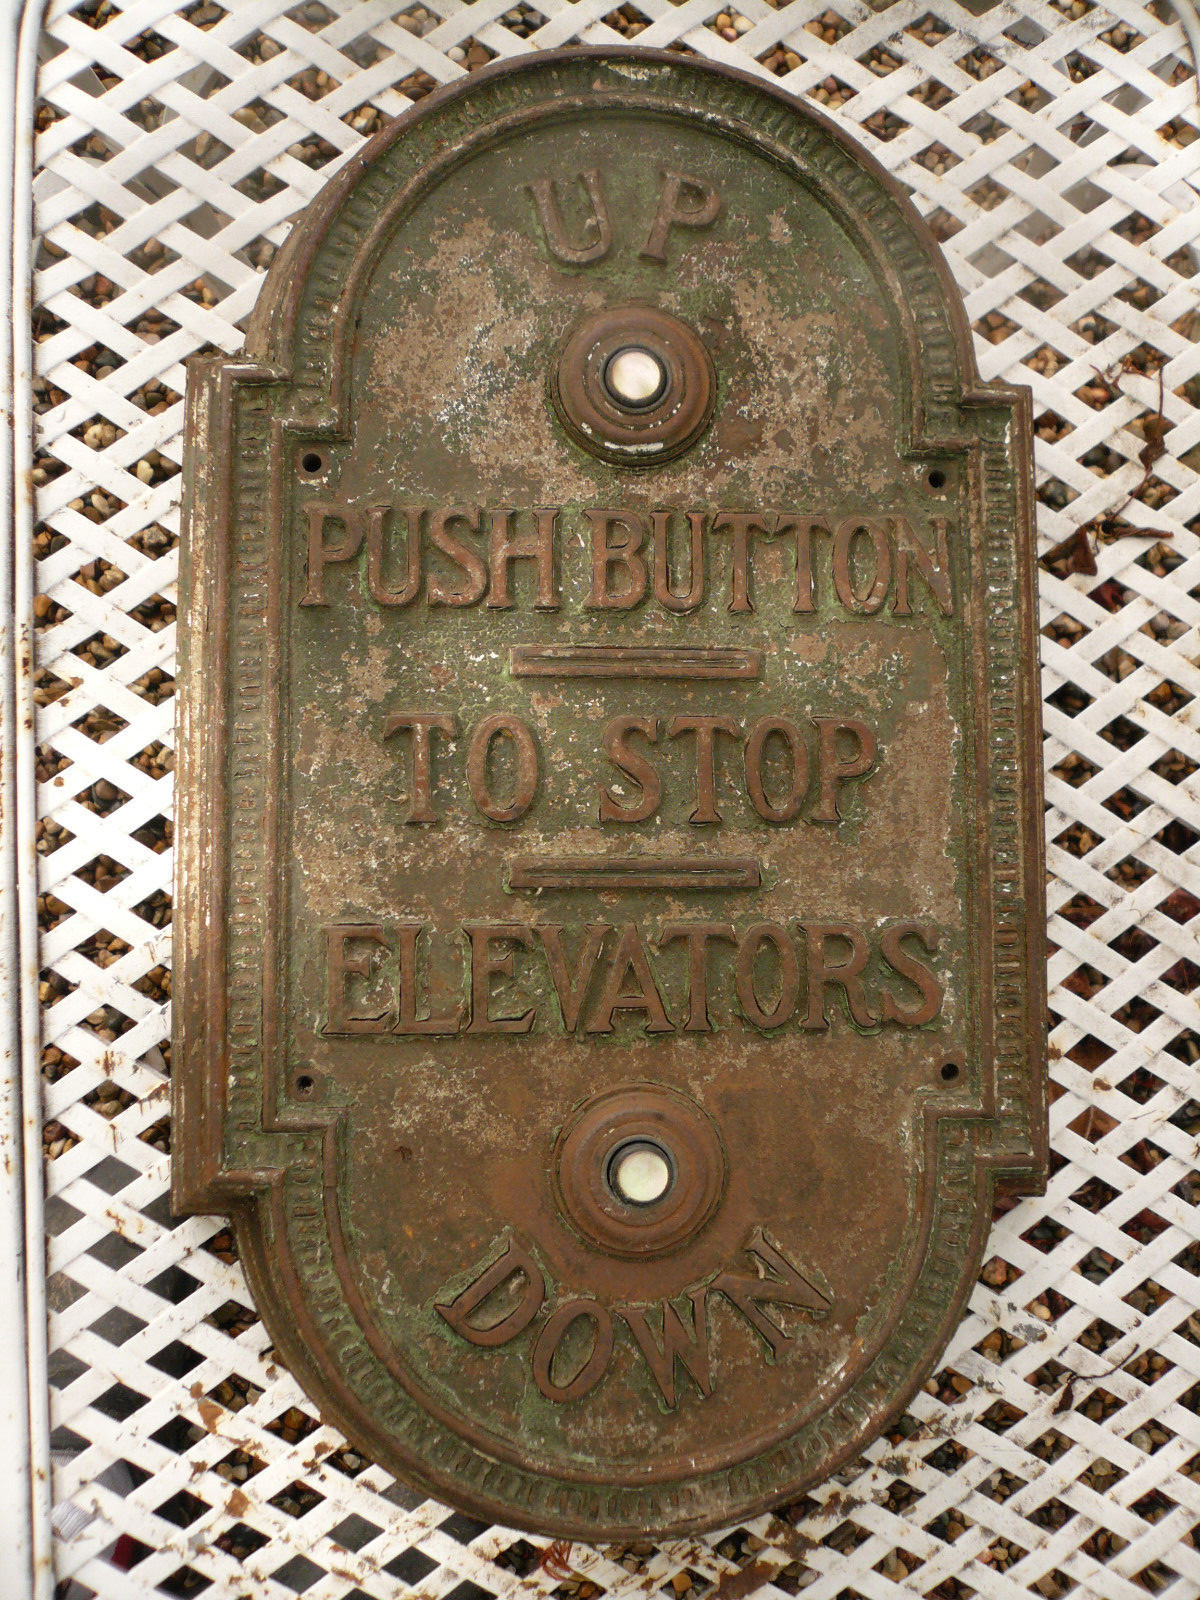 UP
PUSH BUTTON
TO STOP
ELEVATORS
DOWN